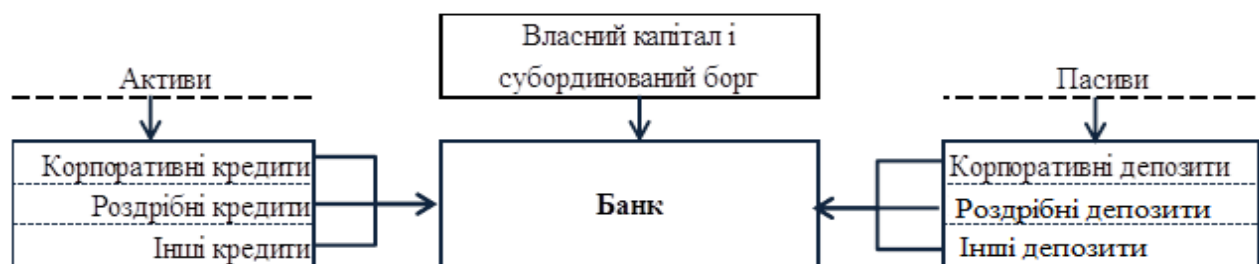 Власний капітал і
субординований борг
Активи
Пасиви
Корпоративні кредити
Роздрібні кредити
Інші кредити
Банк
Корпоративні депозити
Роздрібні депозити
Інші депозити